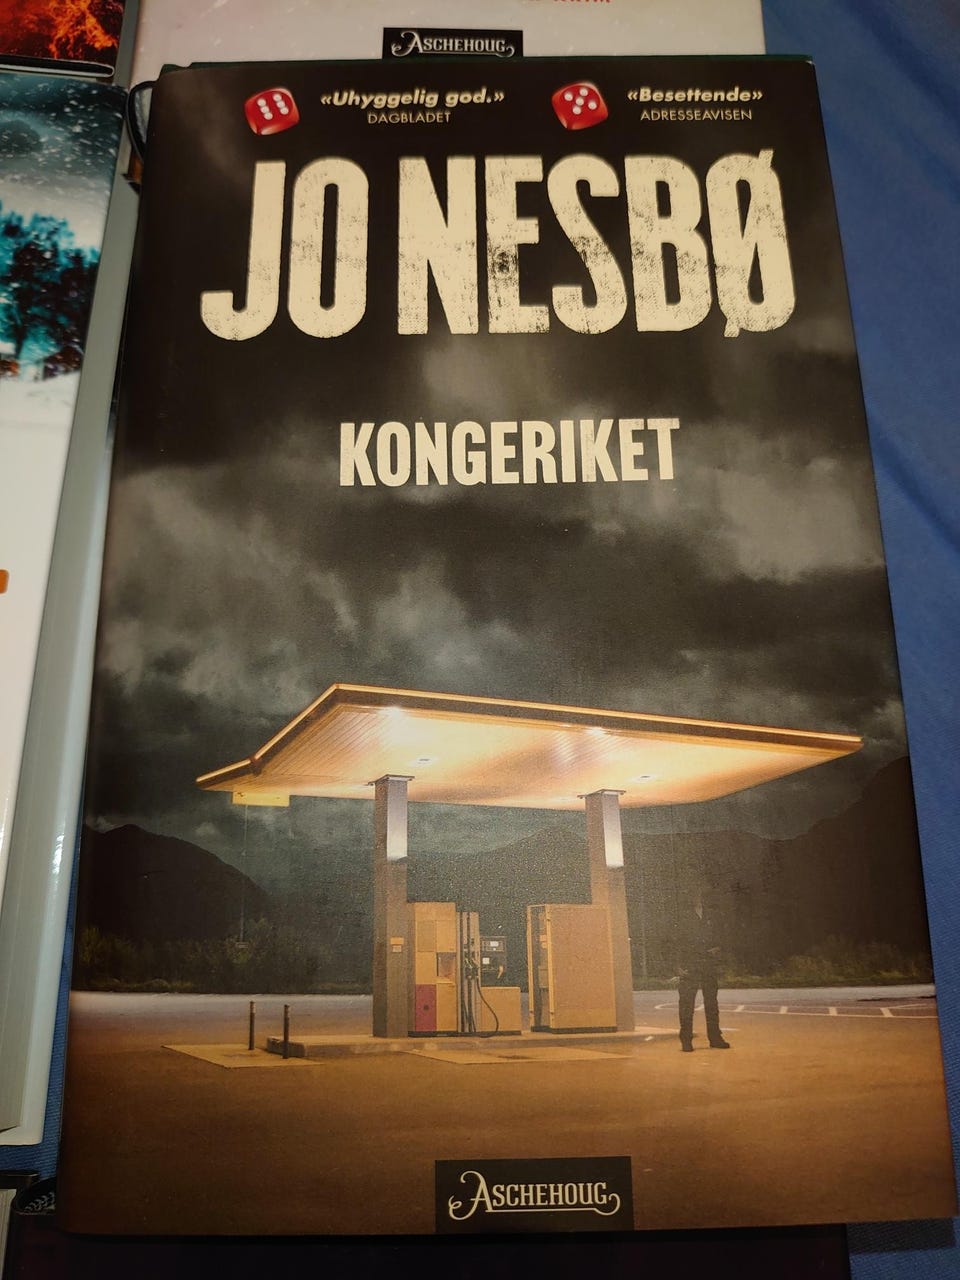 ASCHEHOUG
«Uhyggelig god.»
DAGBLADET
«Besettende»
ADRESSEAVISEN
JO NESBØ
KONGERIKET
ASCHEHOUG